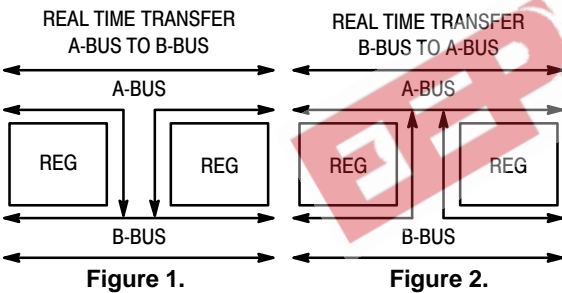 REAL TIME TRANSFER
A-BUS TO B-BUS
A-BUS
REG
REG
B-BUS
Figure 1.
REAL TIME TRANSFER
B-BUS TO A-BUS
A-BUS
REG
REG
B-BUS
Figure 2.